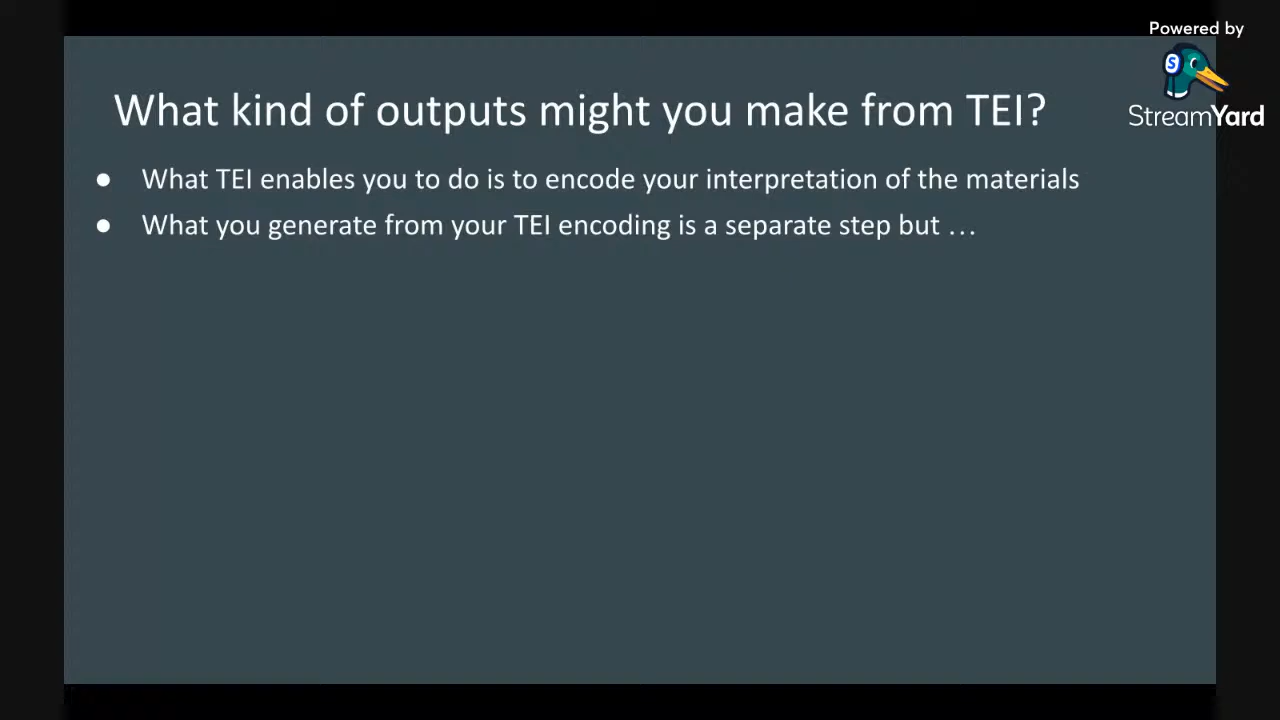 Powered by
StreamYard
What kind of outputs might you make from TEI?
● What TEI enables you to do is to encode your interpretation of the materials
● What you generate from your TEI encoding is a separate step but …